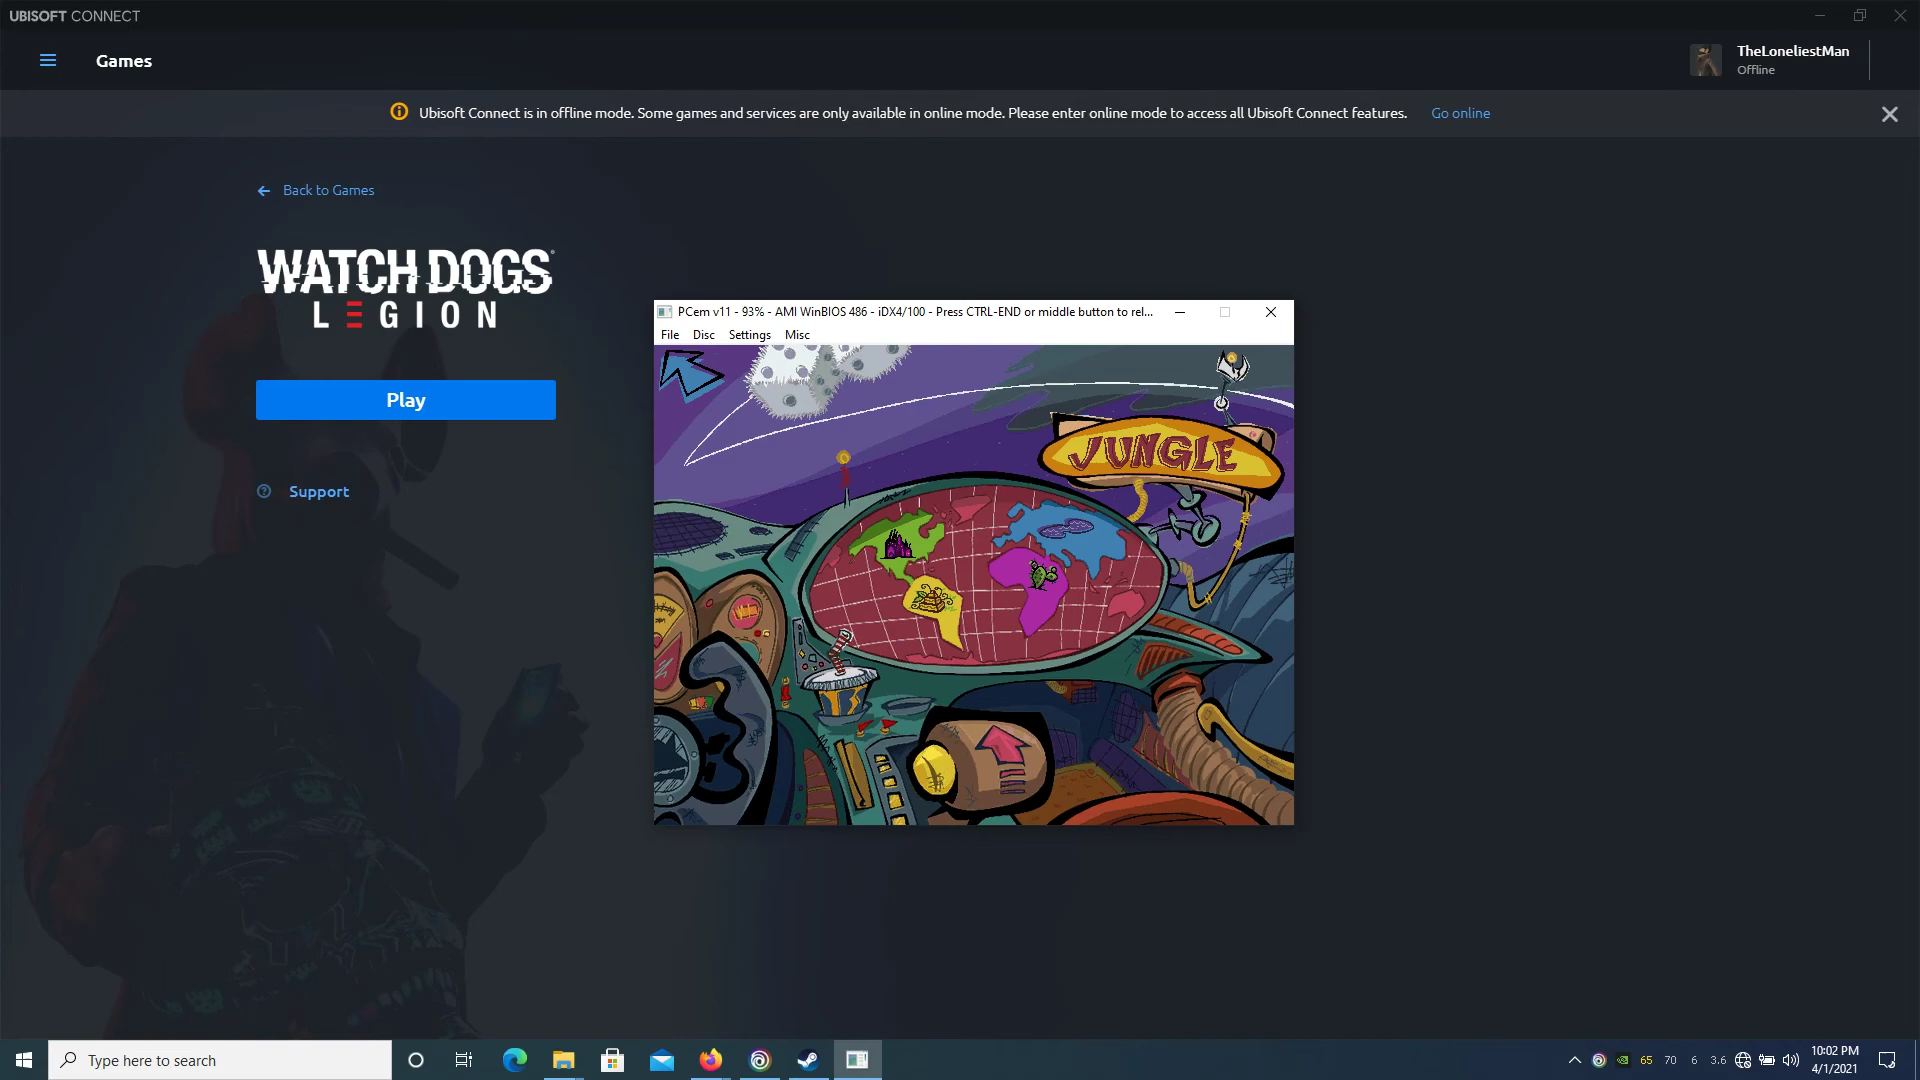 UBISOFT CONNECT
Games
TheLoneliestMan
Offline
Ubisoft Connect is in offline mode. Some games and services are only available in online mode. Please enter online mode to access all Ubisoft Connect features. Go online
Back to Games
WATCH DOGS
LEGION
Play
Support
PCem v11 - 93% - AMI WinBIOS 486 - iDX4/100 - Press CTRL-END or middle button to rel...
File Disc Settings Misc
JUNGLE
Type here to search
65 70 6 3.6
10:02 PM
4/1/2021